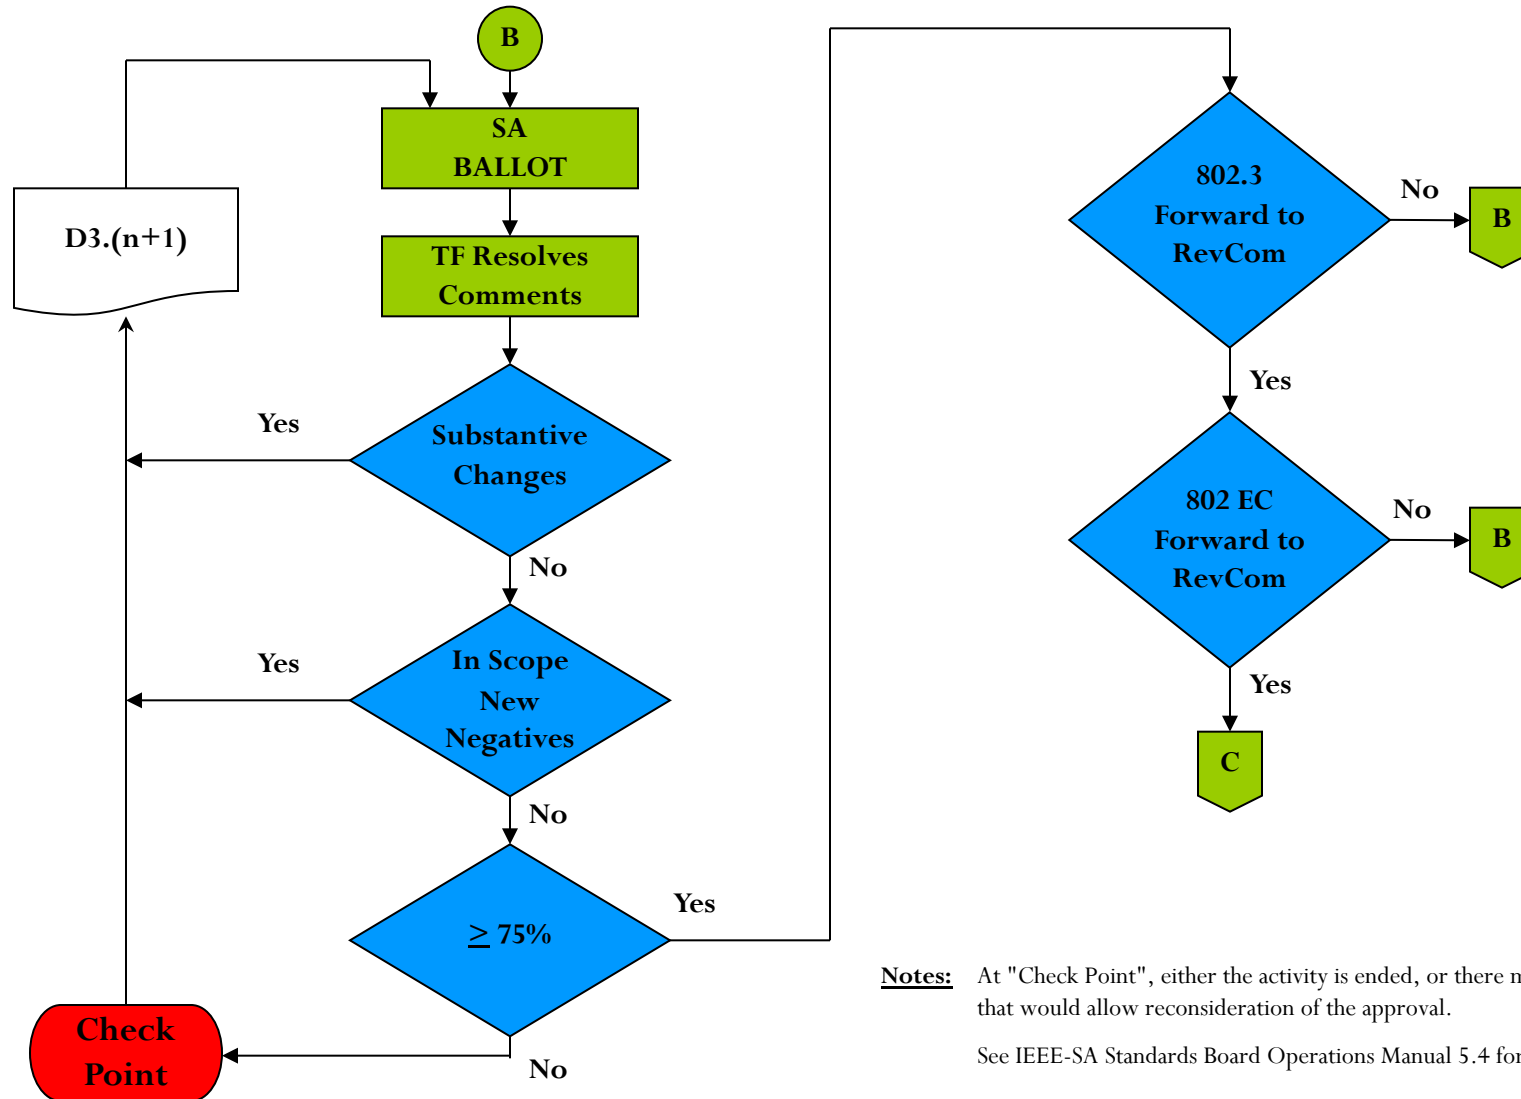 B
SA
BALLOT
D3.(n+1)
TF Resolves
Comments
Yes
Substantive
Changes
No
Yes
In Scope
New
Negatives
No
≥ 75%
Yes
Check
Point
No
802.3
Forward to
RevCom
No
B
Yes
802 EC
Forward to
RevCom
No
B
Yes
C
Notes: At "Check Point", either the activity is ended, or there
that would allow reconsideration of the approval.
See IEEE-SA Standards Board Operations Manual 5.4